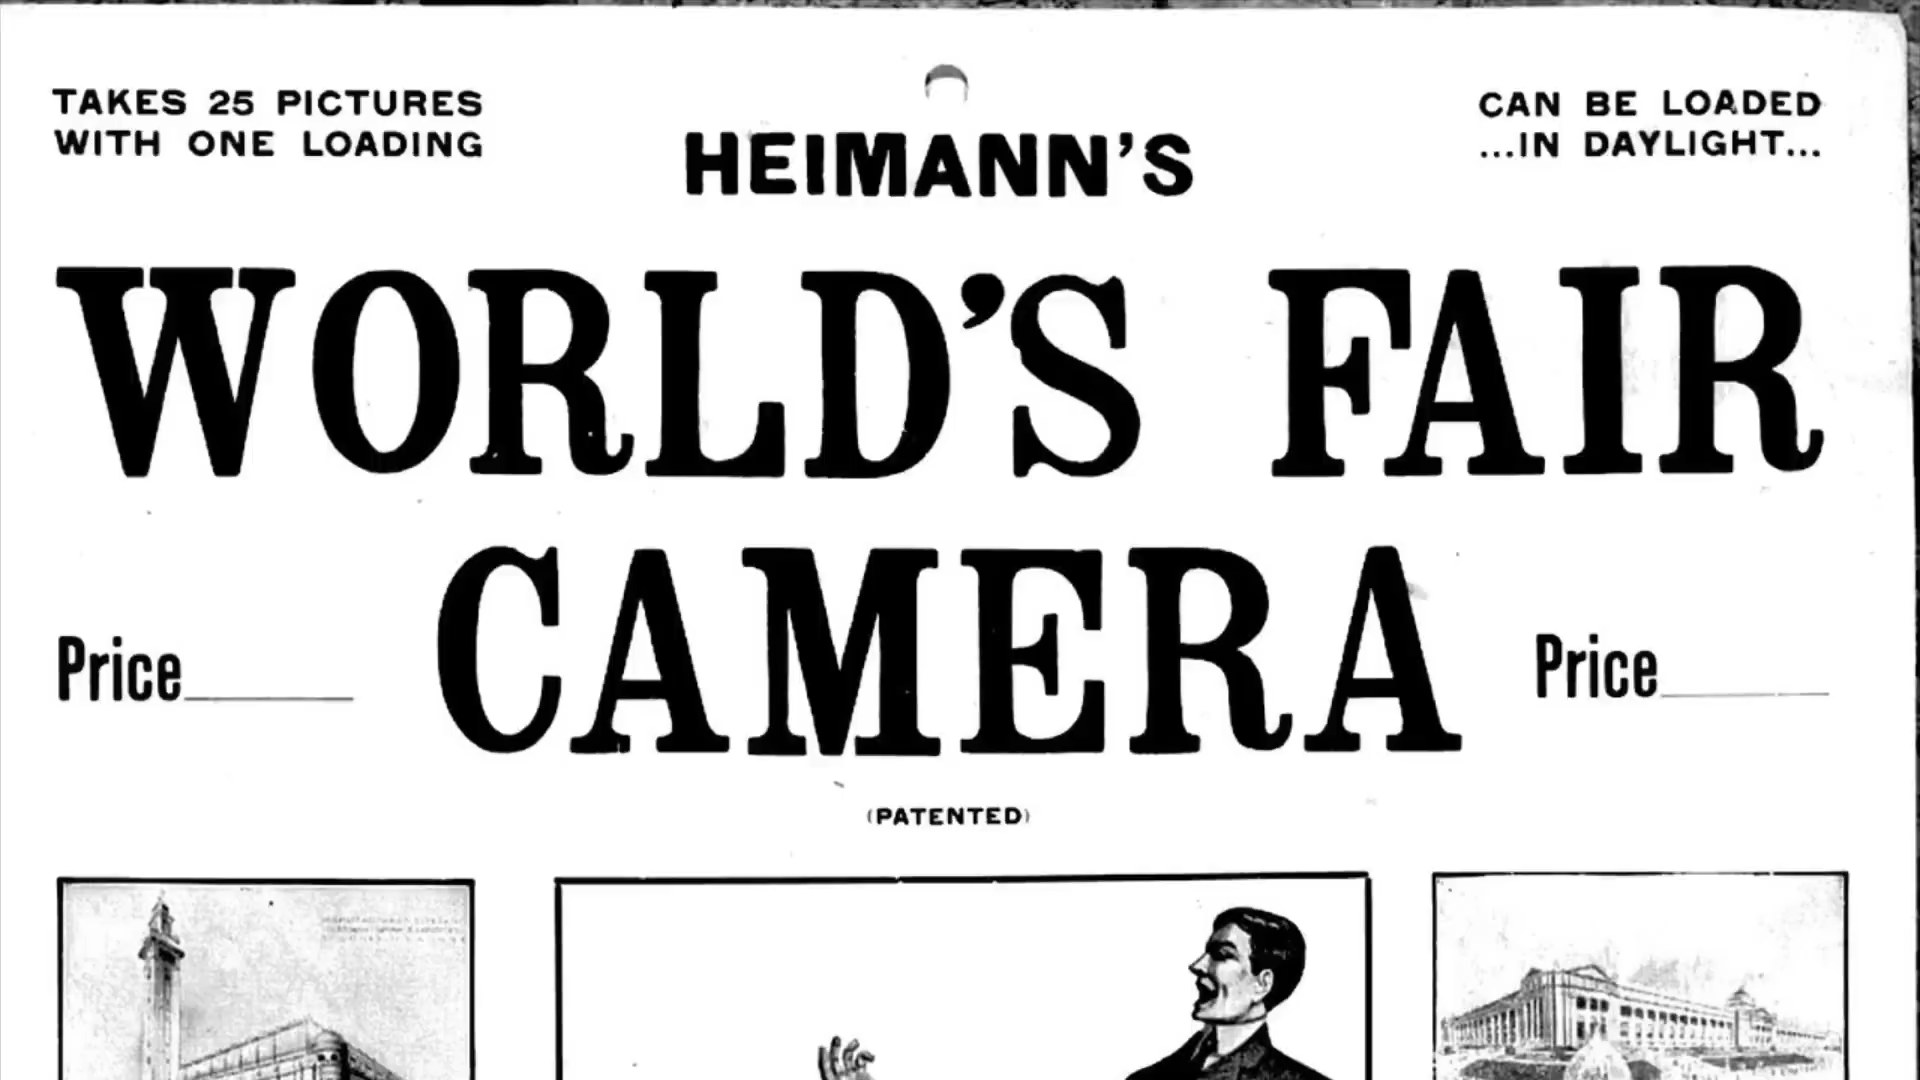 TAKES 25 PICTURES
WITH ONE LOADING
CAN BE LOADED
...IN DAYLIGHT...
HEIMANN'S
WORLD'S FAIR
CAMERA
Price
Price
(PATENTED)